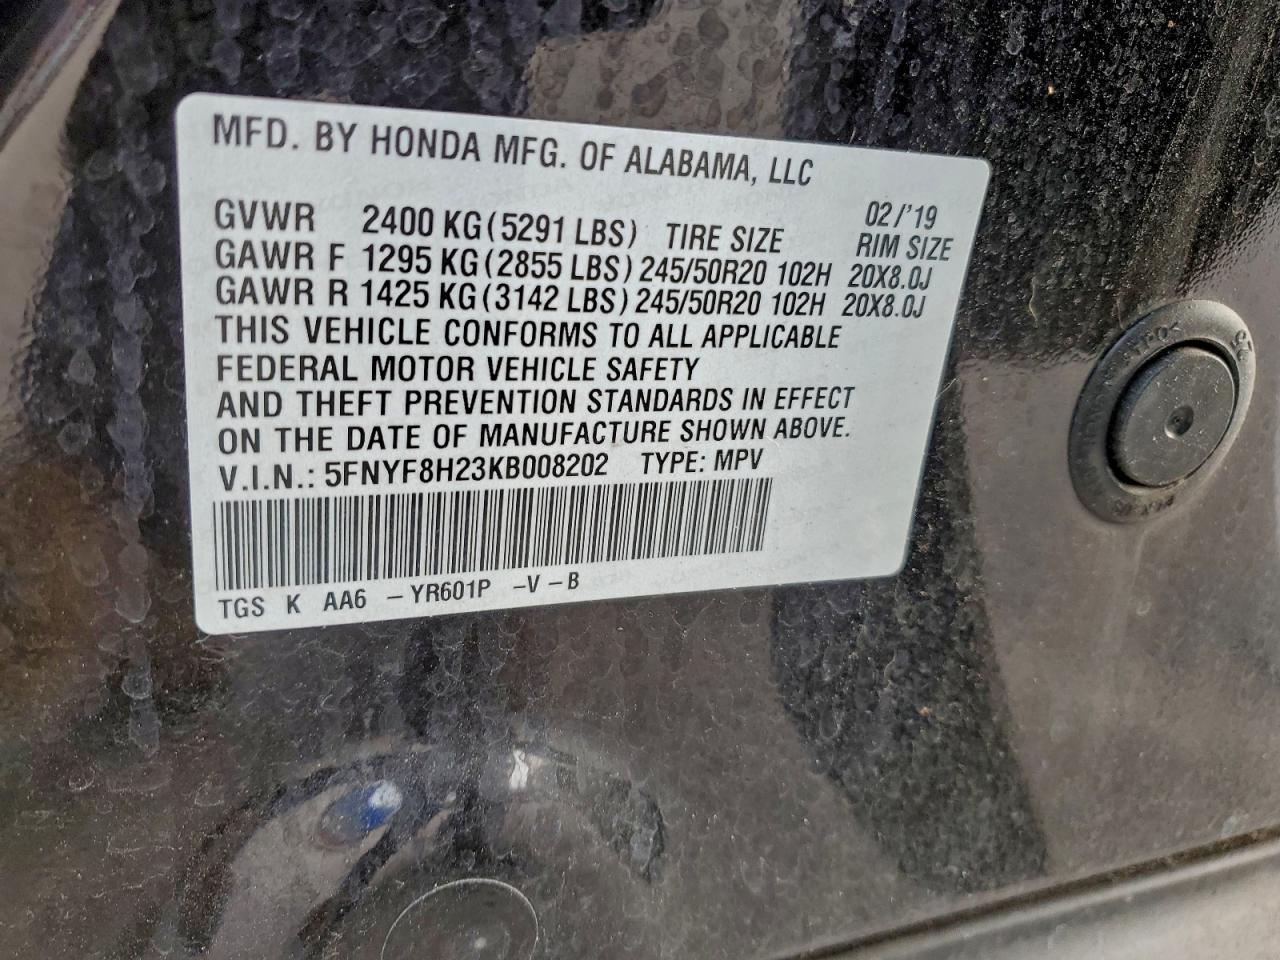 MFD. BY HONDA MFG. OF ALABAMA, LLC
02/'19
GVWR 2400 KG (5291 LBS) TIRE SIZE RIM SIZE
GAWR F 1295 KG (2855 LBS) 245/50R20 102H 20X8.0J
GAWR R 1425 KG (3142 LBS) 245/50R20 102H 20X8.0J
THIS VEHICLE CONFORMS TO ALL APPLICABLE
FEDERAL MOTOR VEHICLE SAFETY
AND THEFT PREVENTION STANDARDS IN EFFECT
ON THE DATE OF MANUFACTURE SHOWN ABOVE.
V.I.N.: 5FNYF8H23KB008202 TYPE: MPV
TGS K AA6 – YR601P – V – B